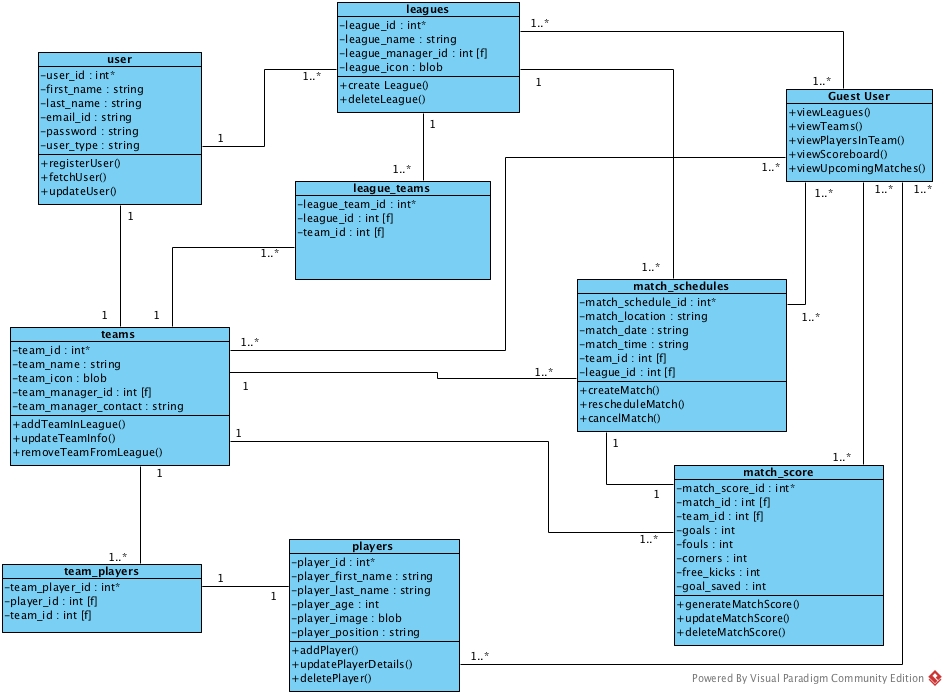 leagues
-league_id : int*
-league_name : string
-league_manager_id : int [f]
-league_icon : blob
+create League()
+deleteLeague()
1..*
1..*
1
1..*
1
user
-user_id : int*
-first_name : string
-last_name : string
-email_id : string
-password : string
-user_type : string
+registerUser()
+fetchUser()
+updateUser()
1
1
Guest User
+viewLeagues()
+viewTeams()
+viewPlayersInTeam()
+viewScoreboard()
+viewUpcomingMatches()
1..*
1..*
1..*
1..*
1..*
league_teams
-league_team_id : int*
-league_id : int [f]
-team_id : int [f]
1..*
1..*
match_schedules
-match_schedule_id : int*
-match_location : string
-match_date : string
-match_time : string
-team_id : int [f]
-league_id : int [f]
+createMatch()
+rescheduleMatch()
+cancelMatch()
1..*
1..*
1
1
teams
-team_id : int*
-team_name : string
-team_icon : blob
-team_manager_id : int [f]
-team_manager_contact : string
+addTeamInLeague()
+updateTeamInfo()
+removeTeamFromLeague()
1..*
1
1..*
1
1
1
1..*
match_score
-match_score_id : int*
-match_id : int [f]
-team_id : int [f]
-goals : int
-fouls : int
-corners : int
-free_kicks : int
-goal_saved : int
+generateMatchScore()
+updateMatchScore()
+deleteMatchScore()
1
1..*
1..*
team_players
-team_player_id : int*
-player_id : int [f]
-team_id : int [f]
1
1
players
-player_id : int*
-player_first_name : string
-player_last_name : string
-player_age : int
-player_image : blob
-player_position : string
+addPlayer()
+updatePlayerDetails()
+deletePlayer()
1..*
Powered By Visual Paradigm Community Edition